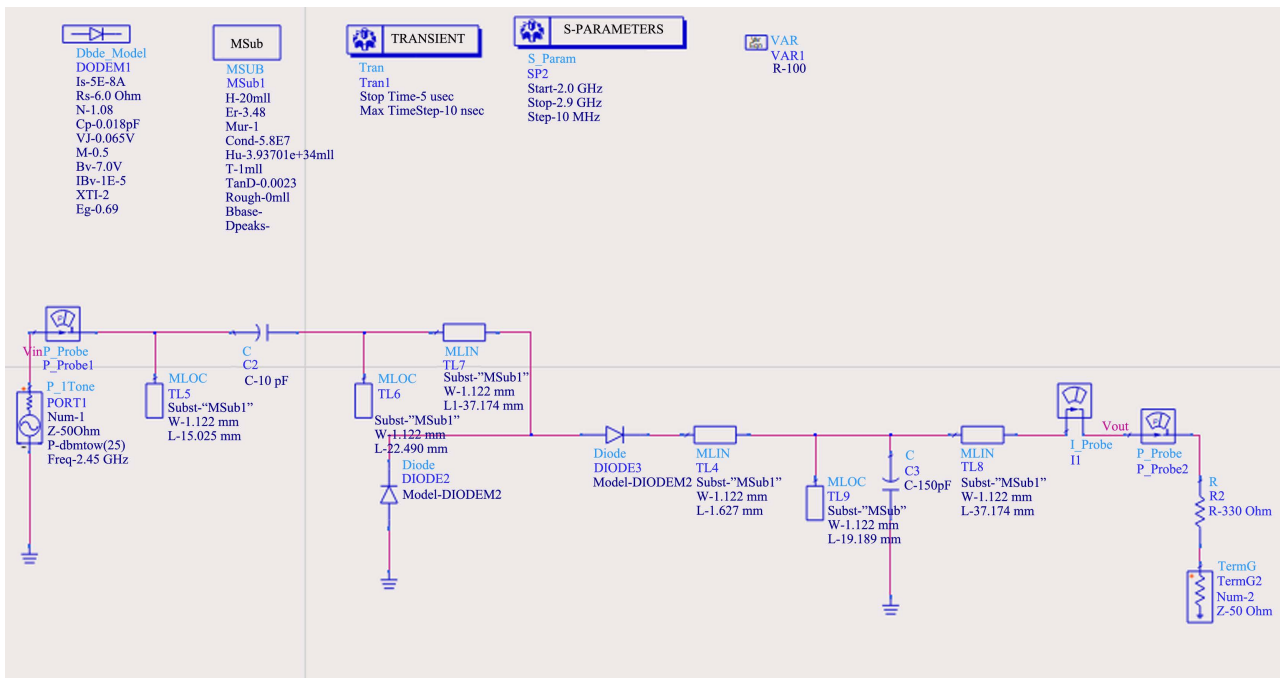 Dbde_Model
DODEM1
Is-5E-8A
Rs-6.0 Ohm
N-1.08
Cp-0.018pF
VJ-0.065V
M-0.5
Bv-7.0V
IBv-1E-5
XTI-2
Eg-0.69
MSub
MSUB
MSub1
H-20mll
Er-3.48
Mur-1
Cond-5.8E7
Hu-3.93701e+34mll
T-1mll
TanD-0.0023
Rough-0mll
Bbase-
Dpeaks-
TRANSIENT
Tran
Tran1
Stop Time-5 usec
Max TimeStep-10 nsec
S-PARAMETERS
S_Param
SP2
Start-2.0 GHz
Stop-2.9 GHz
Step-10 MHz
VAR
VAR1
R-100
Vin
P_Probe
P_Probe1
P_1Tone
PORT1
Num-1
Z-50Ohm
P-dbmtow(25)
Freq-2.45 GHz
MLOC
TL5
Subst-“MSub1”
W-1.122 mm
L-15.025 mm
C
C2
C-10 pF
MLOC
TL6
Subst-“MSub1”
W-1.122 mm
L-22.490 mm
MLIN
TL7
Subst-”MSub1”
W-1.122 mm
L1-37.174 mm
Diode
DIODE2
Model-DIODEM2
Diode
DIODE3
Model-DIODEM2
MLIN
TL4
Subst-”MSub1”
W-1.122 mm
L-1.627 mm
MLOC
TL9
Subst-”MSub”
W-1.122 mm
L-19.189 mm
C
C3
C-150pF
MLIN
TL8
Subst-”MSub1”
W-1.122 mm
L-37.174 mm
I_Probe
I1
Vout
P_Probe
P_Probe2
R
R2
R-330 Ohm
TermG
TermG2
Num-2
Z-50 Ohm